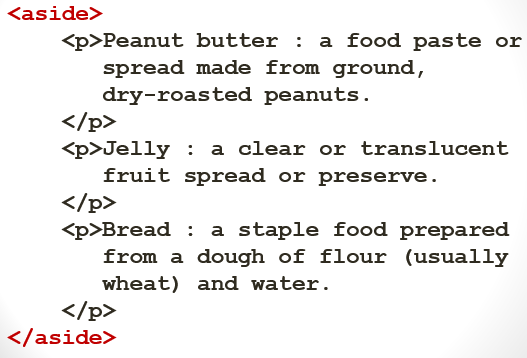 <aside>
<p>Peanut butter : a food paste or
spread made from ground,
dry-roasted peanuts.
</p>
<p>Jelly : a clear or translucent
fruit spread or preserve.
</p>
<p>Bread : a staple food prepared
from a dough of flour (usually
wheat) and water.
</p>
</aside>